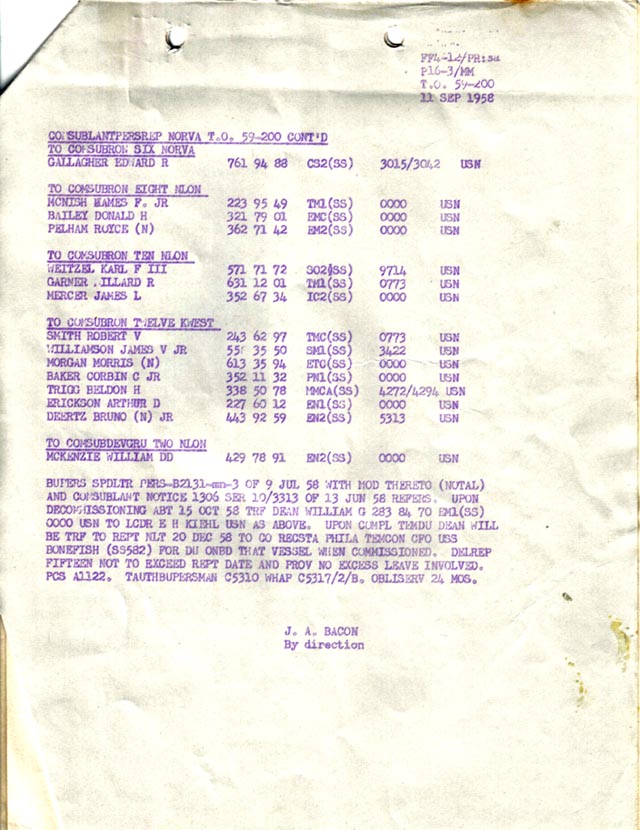 FF4-12/PR:sd
P16-3/MM
T.O. 59-200
11 SEP 1958
COMSUBLANTPERSREP NORVA T.O. 59-200 CONT'D
TO COMSUBRON SIX NORVA
GALLAGHER EDWARD R 761 94 88 CS2(SS) 3015/3042 USN
TO COMSUBRON EIGHT NLON
MCNISH HAMES F. JR 223 95 49 TM1(SS) 0000 USN
BAILEY DONALD H 321 79 01 EMC(SS) 0000 USN
PELHAM ROYCE (N) 362 71 42 EM2(SS) 0000 USN
TO COMSUBRON TEN NLON
WEITZEL KARL F III 571 71 72 SO2(SS) 9714 USN
GARNER .ILLARD R 631 12 01 TM1(SS) 0773 USN
MERCER JAMES L 352 67 34 IC2(SS) 0000 USN
TO COMSUBRON TWELVE KWEST
SMITH ROBERT V 243 62 97 TMC(SS) 0773 USN
WILLIAMSON JAMES V JR 35 50 SM1(SS) 3422 USN
MORGAN MORRIS (N) 613 35 94 ETC(SS) 0000 USN
BAKER CORBIN C JR 352 11 32 PN1(SS) 0000 USN
TRIGG BELDON H 338 50 78 MMCA(SS) 4272/4294 USN
ERICKSON ARTHUR D 227 60 12 EN1(SS) 0000 USN
DEERTZ BRUNO (N) JR 443 92 59 EN2(SS) 5313 USN
TO COMSUBDEVGRU TWO NLON
MCKENZIE WILLIAM DD 429 78 91 EN2(SS) 0000 USN
BUPERS SPDLTR PERS-B2131-mn-3 OF 9 JUL 58 WITH MOD THERETO (NOTAL)
AND COMSUBLANT NOTICE 1306 SER 10/3313 OF 13 JUN 58 REFERS. UPON
DECOMMISSIONING ABT 15 OCT 58 TRF DEAN WILLIAM G 283 84 70 EM1(SS)
0000 USN TO LCDR E H KIEHL USN AS ABOVE. UPON COMPL TEMDU DEAN WILL
BE TRF TO REPT NLT 20 DEC 58 TO CO RECSTA PHILA TEMCON CFO USS
BONEFISH (SS582) FOR DU ONBD THAT VESSEL WHEN COMMISSIONED. DELREP
FIFTEEN NOT TO EXCEED REPT DATE AND PROV NO EXCESS LEAVE INVOLVED.
PCS A1122. TAUTHBUPERSMAN C5310 WHAP C5317/2/B. OBLISERV 24 MOS.
J. A. BACON
By direction